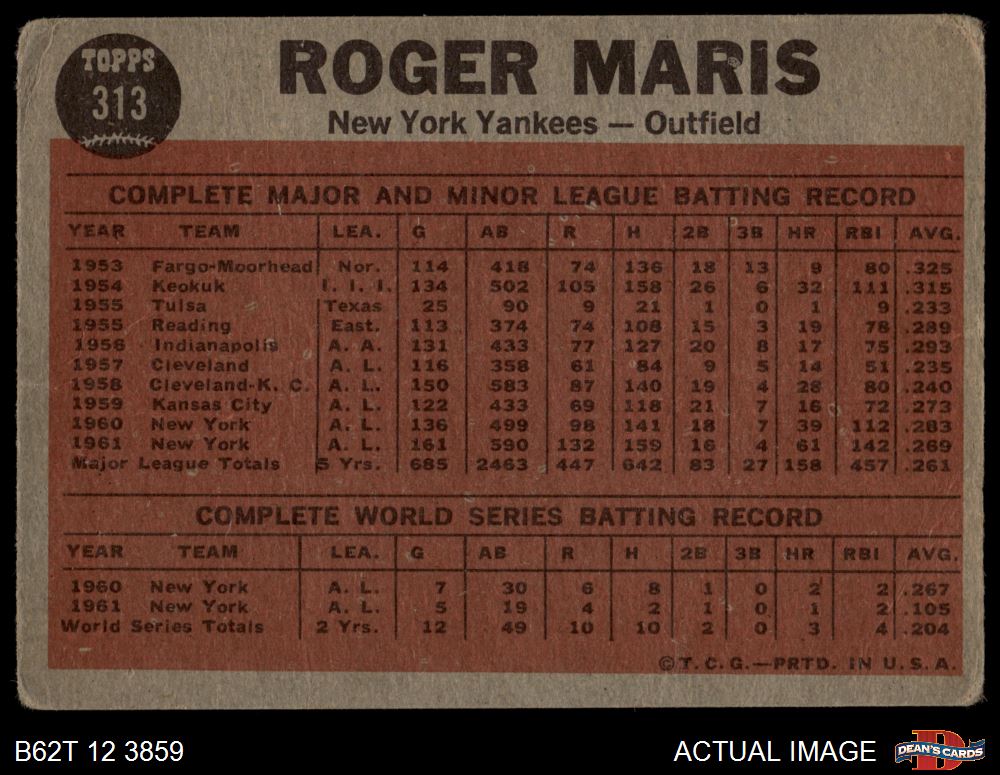 TOPPS
313
ROGER MARIS
New York Yankees — Outfield
COMPLETE MAJOR AND MINOR LEAGUE BATTING RECORD
YEAR TEAM LEA. G AB R H 2B 3B HR RBI AVG.
1953 Fargo-Moorhead Nor. 114 418 74 136 18 13 9 80 .325
1954 Keokuk I. I. I. 134 502 105 158 26 6 32 111 .315
1955 Tulsa Texas 25 90 9 21 1 0 1 9 .233
1955 Reading East. 113 374 74 108 15 3 19 78 .289
1956 Indianapolis A. A. 131 433 77 127 20 8 17 75 .293
1957 Cleveland A. L. 116 358 61 84 9 5 14 51 .235
1958 Cleveland-K. C. A. L. 150 583 87 140 19 4 28 80 .240
1959 Kansas City A. L. 122 433 69 118 21 7 16 72 .273
1960 New York A. L. 136 499 98 141 18 7 39 112 .283
1961 New York A. L. 161 590 132 159 16 4 61 142 .269
Major League Totals 5 Yrs. 685 2463 447 642 83 27 158 457 .261
COMPLETE WORLD SERIES BATTING RECORD
YEAR TEAM LEA. G AB R H 2B 3B HR RBI AVG.
1960 New York A. L. 7 30 6 8 1 0 2 2 .267
1961 New York A. L. 5 19 4 2 1 0 1 2 .105
World Series Totals 2 Yrs. 12 49 10 10 2 0 3 4 .204
©T. C. G.—PRTD. IN U. S. A.
B62T 12 3859
ACTUAL IMAGE
DEAN'S CARDS